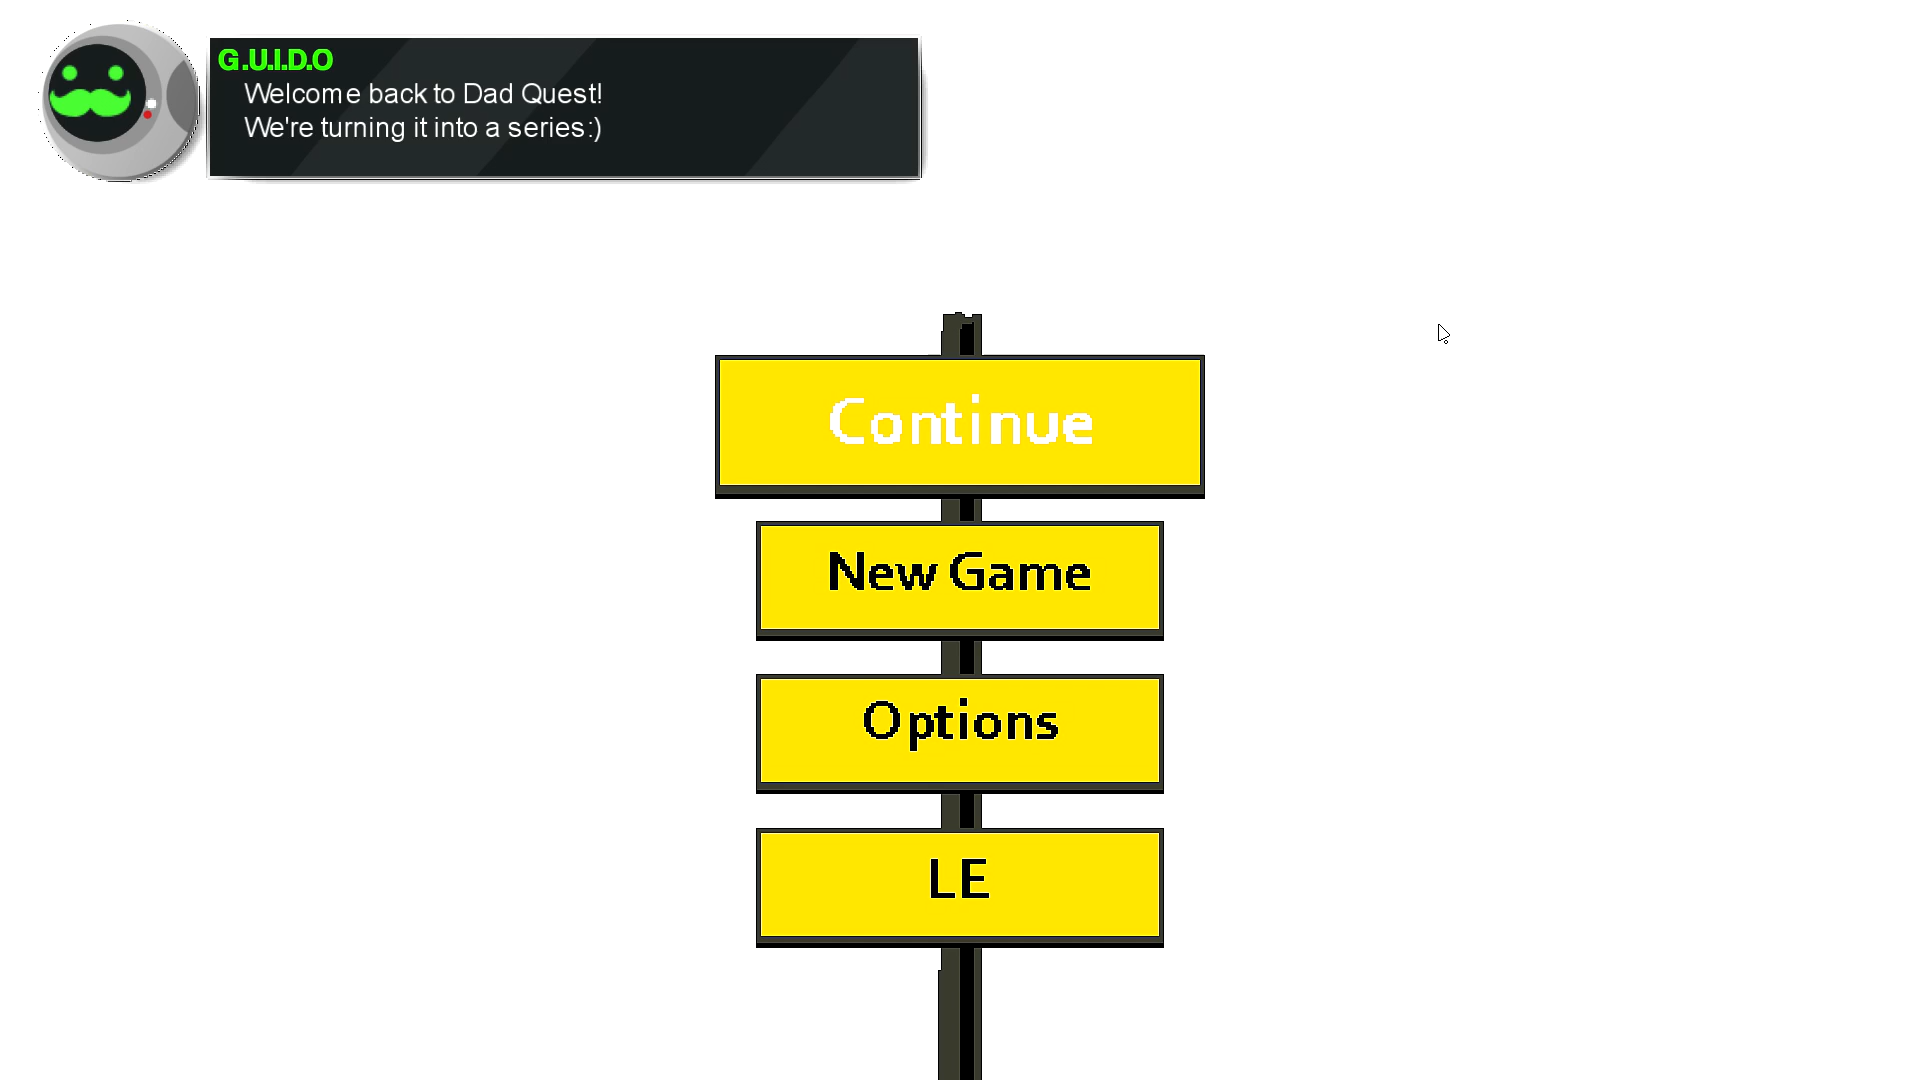 G.U.I.D.O
Welcome back to Dad Quest!
We're turning it into a series:)
Continue
New Game
Options
LE